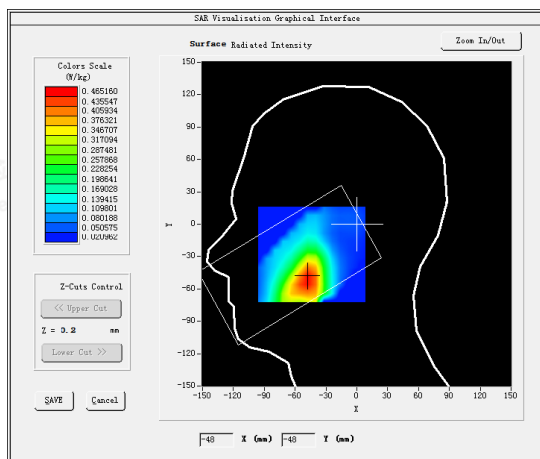 SAR Visualisation Graphical Interface
Surface Radiated Intensity
Zoom In/Out
Colors Scale
(W/kg)
0.465160
0.435547
0.405934
0.376321
0.346707
0.317094
0.287481
0.257868
0.228254
0.198641
0.169028
0.139415
0.109801
0.080188
0.050575
0.020962
150
120
90
60
30
0
-30
-60
-90
-120
-150
Y
-150 -120 -90 -60 -30 0 30 60 90 120 150
X
Z-Cuts Control
<< Upper Cut
Z = 0.2 mm
Lower Cut >>
SAVE Cancel
-48 X (mm) -48 Y (mm)